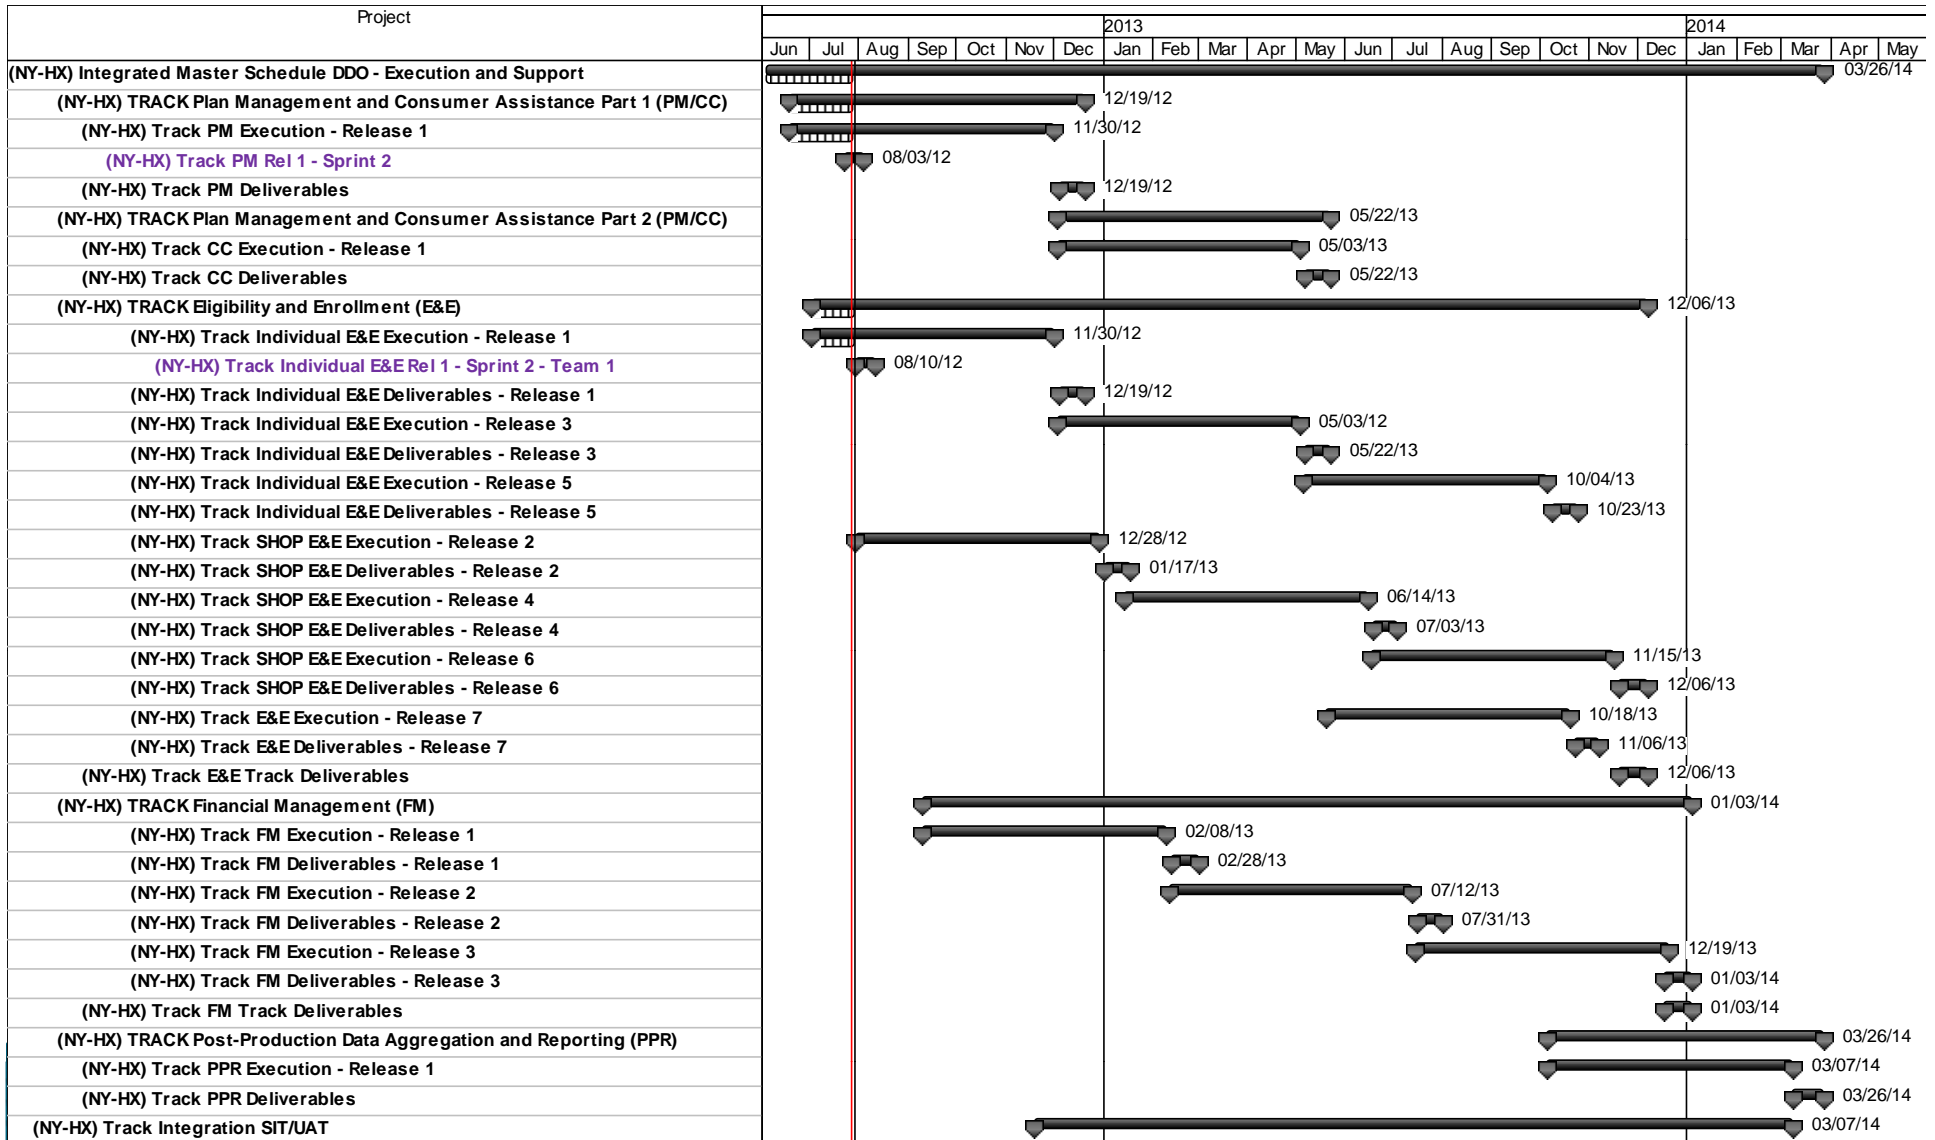 Project
2013 2014
Jun Jul Aug Sep Oct Nov Dec Jan Feb Mar Apr May Jun Jul Aug Sep Oct Nov Dec Jan Feb Mar Apr May
(NY-HX) Integrated Master Schedule DDO - Execution and Support 03/26/14
(NY-HX) TRACK Plan Management and Consumer Assistance Part 1 (PM/CC) 12/19/12
(NY-HX) Track PM Execution - Release 1 11/30/12
(NY-HX) Track PM Rel 1 - Sprint 2 08/03/12
(NY-HX) Track PM Deliverables 12/19/12
(NY-HX) TRACK Plan Management and Consumer Assistance Part 2 (PM/CC) 05/22/13
(NY-HX) Track CC Execution - Release 1 05/03/13
(NY-HX) Track CC Deliverables 05/22/13
(NY-HX) TRACK Eligibility and Enrollment (E&E) 12/06/13
(NY-HX) Track Individual E&E Execution - Release 1 11/30/12
(NY-HX) Track Individual E&E Rel 1 - Sprint 2 - Team 1 08/10/12
(NY-HX) Track Individual E&E Deliverables - Release 1 12/19/12
(NY-HX) Track Individual E&E Execution - Release 3 05/03/12
(NY-HX) Track Individual E&E Deliverables - Release 3 05/22/13
(NY-HX) Track Individual E&E Execution - Release 5 10/04/13
(NY-HX) Track Individual E&E Deliverables - Release 5 10/23/13
(NY-HX) Track SHOP E&E Execution - Release 2 12/28/12
(NY-HX) Track SHOP E&E Deliverables - Release 2 01/17/13
(NY-HX) Track SHOP E&E Execution - Release 4 06/14/13
(NY-HX) Track SHOP E&E Deliverables - Release 4 07/03/13
(NY-HX) Track SHOP E&E Execution - Release 6 11/15/13
(NY-HX) Track SHOP E&E Deliverables - Release 6 12/06/13
(NY-HX) Track E&E Execution - Release 7 10/18/13
(NY-HX) Track E&E Deliverables - Release 7 11/06/13
(NY-HX) Track E&E Track Deliverables 12/06/13
(NY-HX) TRACK Financial Management (FM) 01/03/14
(NY-HX) Track FM Execution - Release 1 02/08/13
(NY-HX) Track FM Deliverables - Release 1 02/28/13
(NY-HX) Track FM Execution - Release 2 07/12/13
(NY-HX) Track FM Deliverables - Release 2 07/31/13
(NY-HX) Track FM Execution - Release 3 12/19/13
(NY-HX) Track FM Deliverables - Release 3 01/03/14
(NY-HX) Track FM Track Deliverables 01/03/14
(NY-HX) TRACK Post-Production Data Aggregation and Reporting (PPR) 03/26/14
(NY-HX) Track PPR Execution - Release 1 03/07/14
(NY-HX) Track PPR Deliverables 03/26/14
(NY-HX) Track Integration SIT/UAT 03/07/14